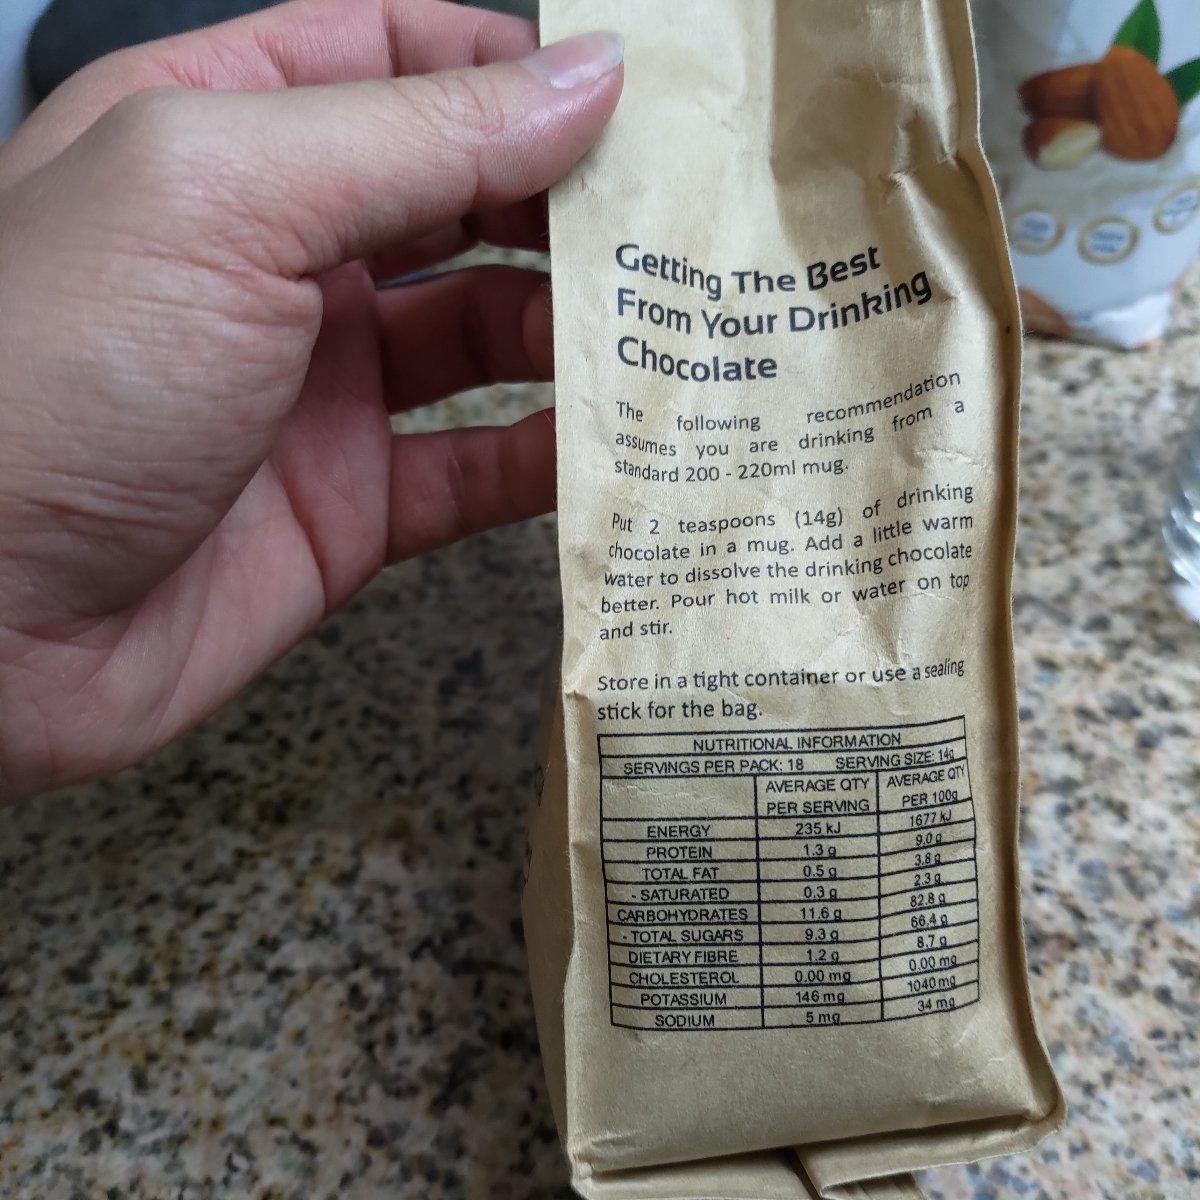 Getting The Best
From Your Drinking
Chocolate
The following recommendation
assumes you are drinking from a
standard 200 - 220ml mug.
Put 2 teaspoons (14g) of drinking
chocolate in a mug. Add a little warm
water to dissolve the drinking chocolate
better. Pour hot milk or water on top
and stir.
Store in a tight container or use a sealing
stick for the bag.
NUTRITIONAL INFORMATION
SERVINGS PER PACK: 18 SERVING SIZE: 14g
AVERAGE QTY PER SERVING AVERAGE QTY PER 100g
ENERGY 235 kJ 1677 kJ
PROTEIN 1.3 g 9.0 g
TOTAL FAT 0.5 g 3.8 g
- SATURATED 0.3 g 2.3 g
CARBOHYDRATES 11.6 g 82.8 g
- TOTAL SUGARS 9.3 g 66.4 g
DIETARY FIBRE 1.2 g 8.7 g
CHOLESTEROL 0.00 mg 0.00 mg
POTASSIUM 146 mg 1040 mg
SODIUM 5 mg 34 mg